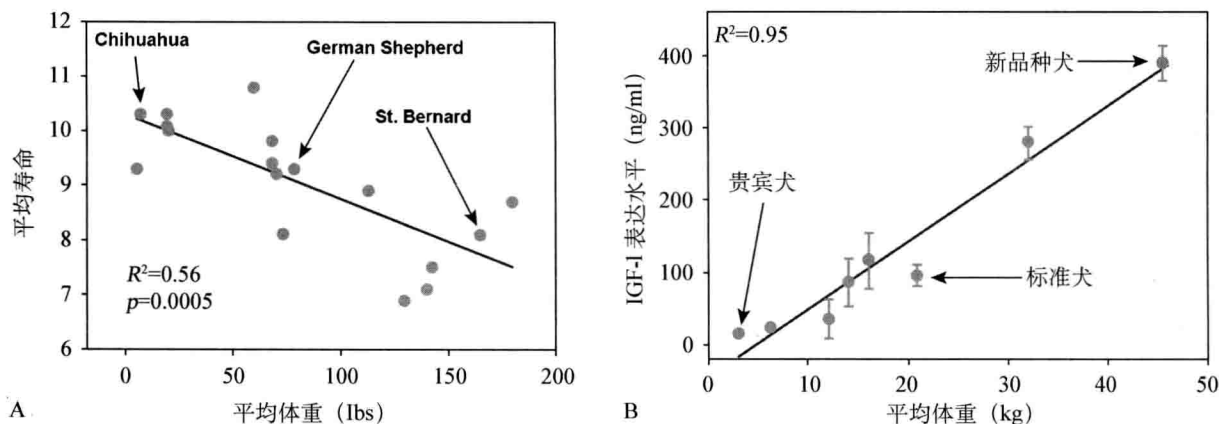 12
11
10
9
8
7
6
平均寿命
Chihuahua
German Shepherd
St. Bernard
R²=0.56
p=0.0005
0
50
100
150
200
平均体重（Ibs）
A
R²=0.95
400
300
200
100
0
IGF-I 表达水平（ng/ml）
新品种犬
贵宾犬
标准犬
0
10
20
30
40
50
平均体重（kg）
B